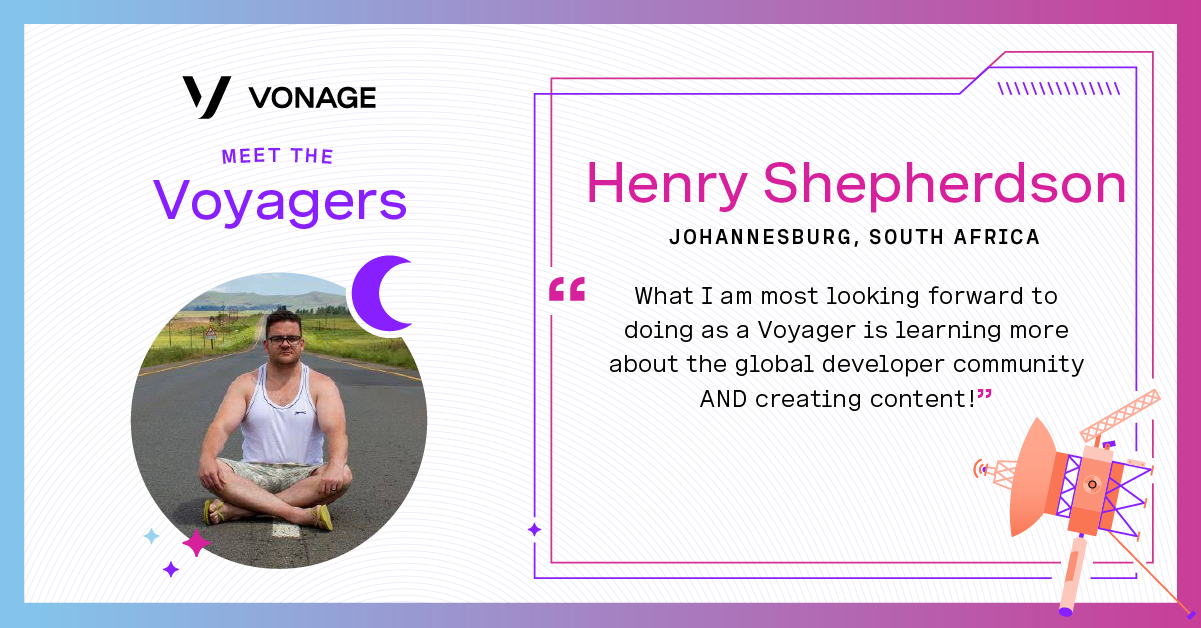 VONAGE
MEET THE
Voyagers
Henry Shepherdson
JOHANNESBURG, SOUTH AFRICA
“What I am most looking forward to
doing as a Voyager is learning more
about the global developer community
AND creating content!”